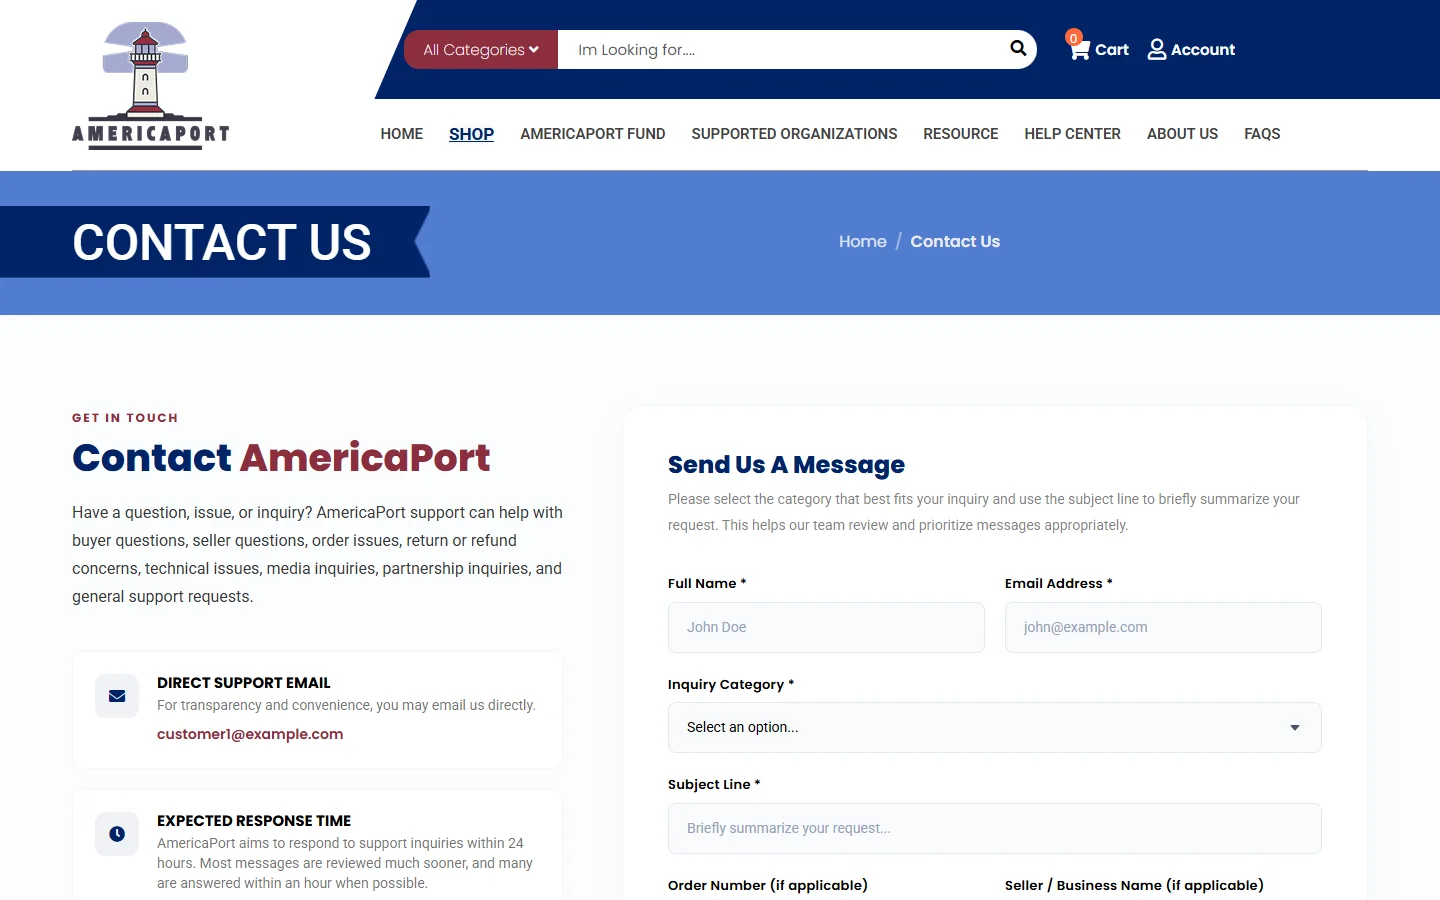 All Categories
Im Looking for....
0
Cart
Account
AMERICAPORT
HOME
SHOP
AMERICAPORT FUND
SUPPORTED ORGANIZATIONS
RESOURCE
HELP CENTER
ABOUT US
FAQS
CONTACT US
Home / Contact Us
GET IN TOUCH
Contact AmericaPort
Have a question, issue, or inquiry? AmericaPort support can help with
buyer questions, seller questions, order issues, return or refund
concerns, technical issues, media inquiries, partnership inquiries, and
general support requests.
DIRECT SUPPORT EMAIL
For transparency and convenience, you may email us directly.
customer1@example.com
EXPECTED RESPONSE TIME
AmericaPort aims to respond to support inquiries within 24
hours. Most messages are reviewed much sooner, and many
are answered within an hour when possible.
Send Us A Message
Please select the category that best fits your inquiry and use the subject line to briefly summarize your
request. This helps our team review and prioritize messages appropriately.
Full Name *
John Doe
Email Address *
john@example.com
Inquiry Category *
Select an option...
Subject Line *
Briefly summarize your request...
Order Number (if applicable)
Seller / Business Name (if applicable)